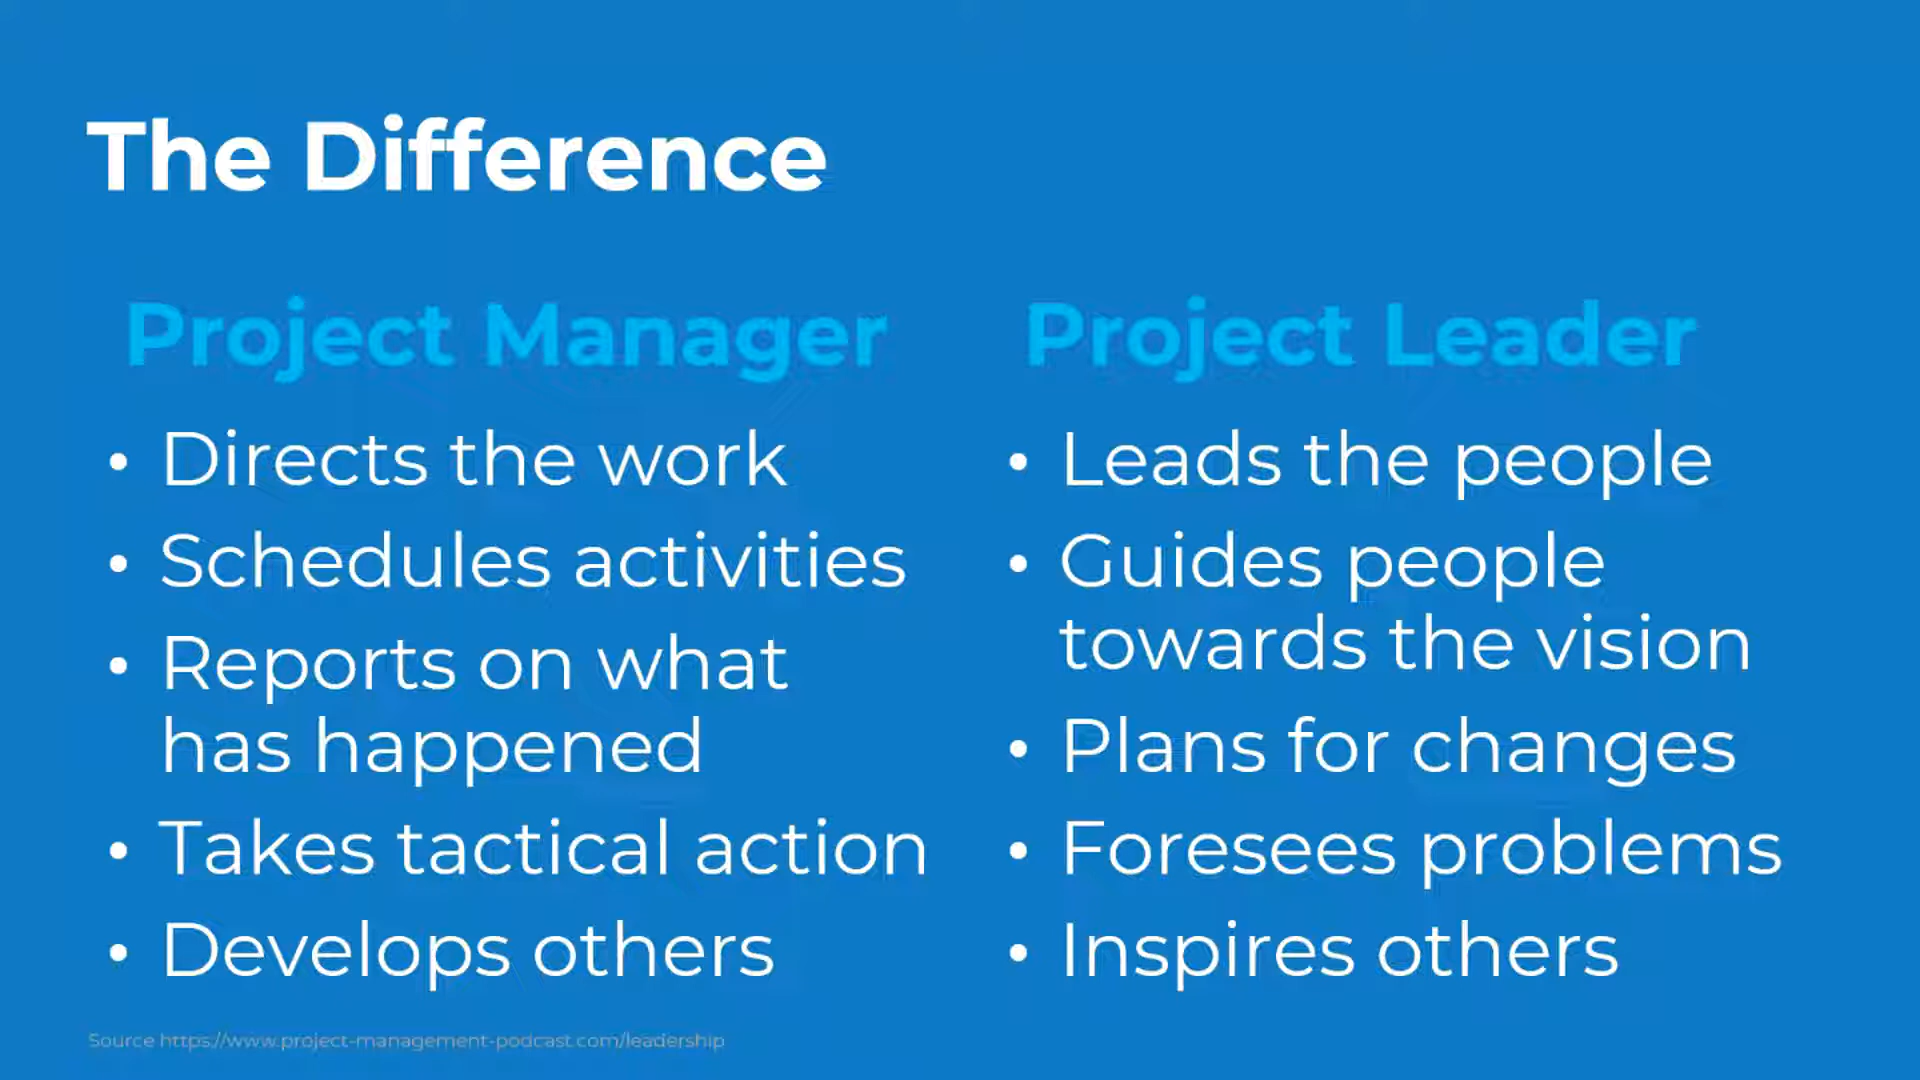 The Difference
Project Manager
• Directs the work
• Schedules activities
• Reports on what
has happened
• Takes tactical action
• Develops others
Project Leader
• Leads the people
• Guides people
towards the vision
• Plans for changes
• Foresees problems
• Inspires others
Source https://www.project-management-podcast.com/leadership